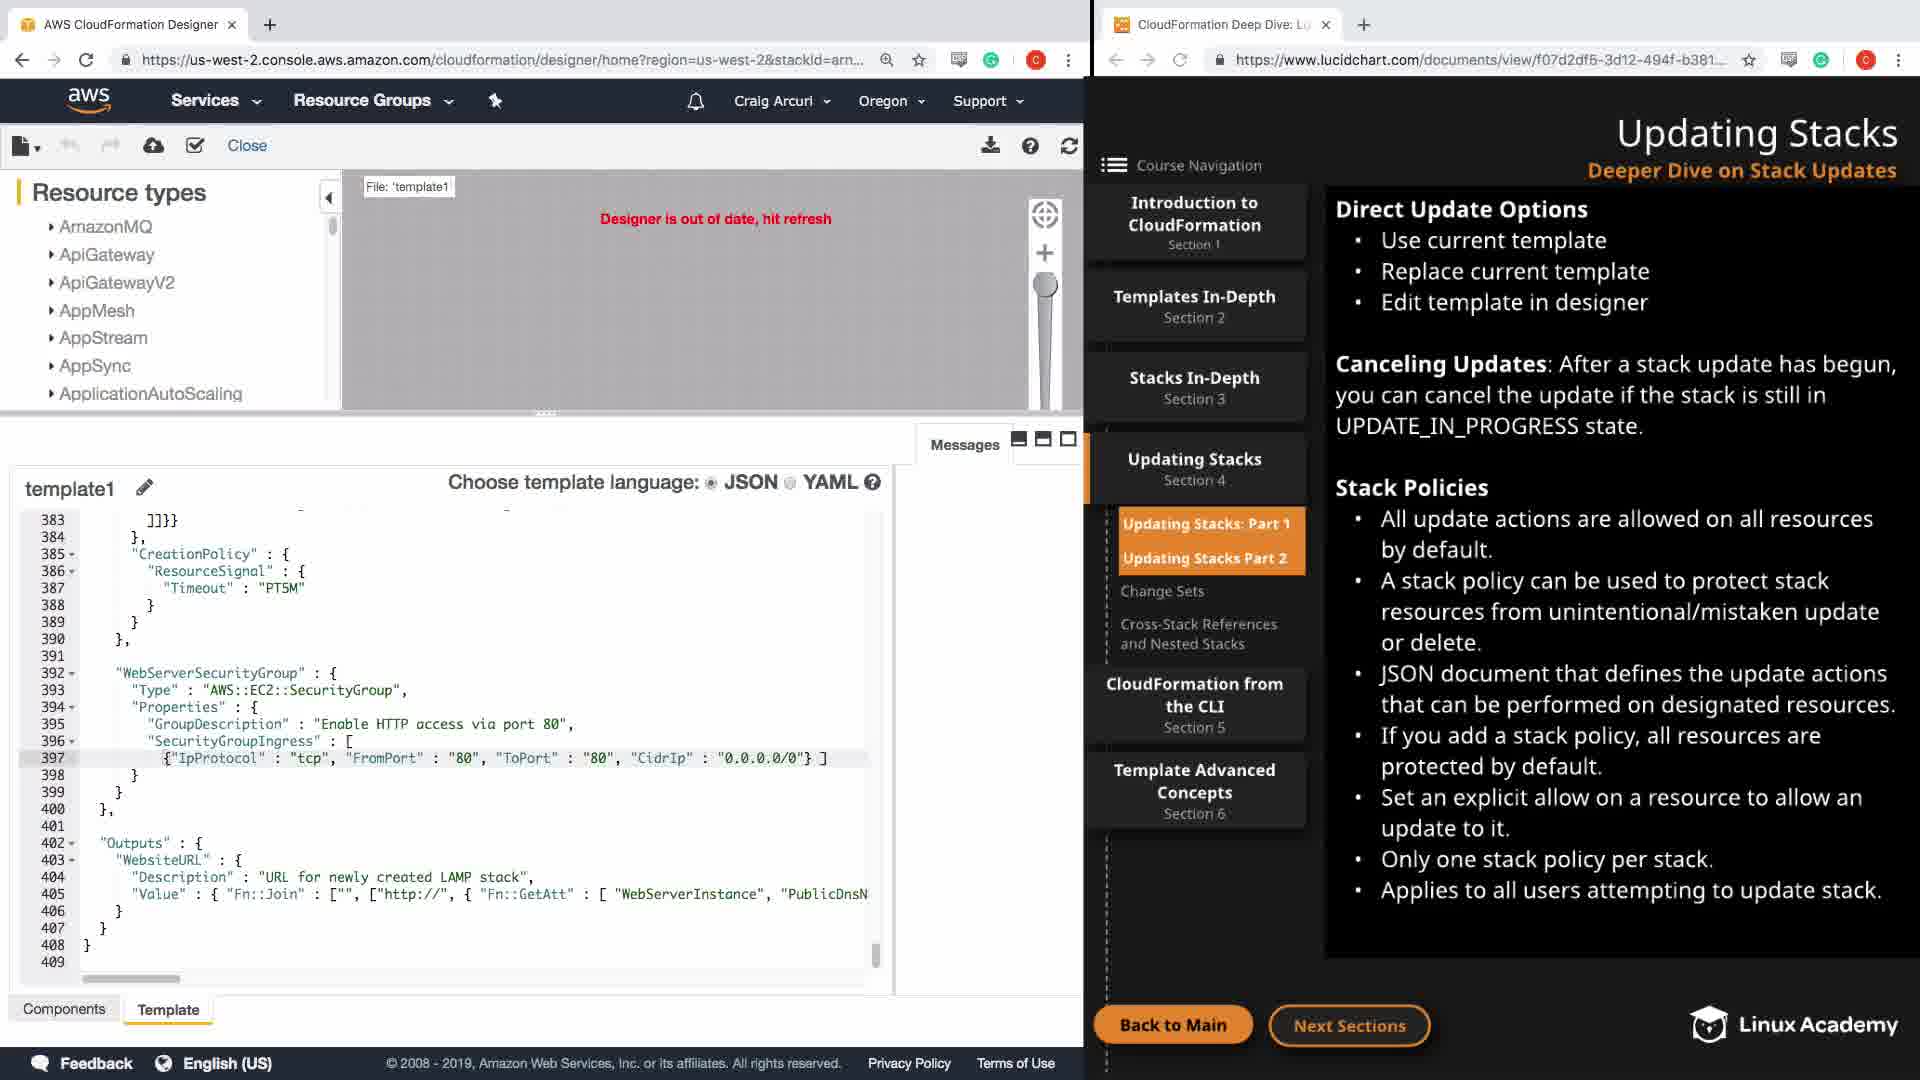 AWS CloudFormation Designer
https://us-west-2.console.aws.amazon.com/cloudformation/designer/home?region=us-west-2&stackId=arn...
C
aws
Services
Resource Groups
Craig Arcuri
Oregon
Support
Close
Resource types
AmazonMQ
ApiGateway
ApiGatewayV2
AppMesh
AppStream
AppSync
ApplicationAutoScaling
File: 'template1
Designer is out of date, hit refresh
Messages
template1
Choose template language: JSON YAML
383 ]]}}
384 },
385 "CreationPolicy" : {
386 "ResourceSignal" : {
387 "Timeout" : "PT5M"
388 }
389 }
390 },
391
392 "WebServerSecurityGroup" : {
393 "Type" : "AWS::EC2::SecurityGroup",
394 "Properties" : {
395 "GroupDescription" : "Enable HTTP access via port 80",
396 "SecurityGroupIngress" : [
397 {"IpProtocol" : "tcp", "FromPort" : "80", "ToPort" : "80", "CidrIp" : "0.0.0.0/0"} ]
398 }
399 }
400 },
401
402 "Outputs" : {
403 "WebsiteURL" : {
404 "Description" : "URL for newly created LAMP stack",
405 "Value" : { "Fn::Join" : ["", ["http://", { "Fn::GetAtt" : [ "WebServerInstance", "PublicDnsN
406 }
407 }
408 }
409
Components
Template
Feedback
English (US)
© 2008 - 2019, Amazon Web Services, Inc. or its affiliates. All rights reserved.
Privacy Policy
Terms of Use
CloudFormation Deep Dive: Lu
https://www.lucidchart.com/documents/view/f07d2df5-3d12-494f-b381...
C
Updating Stacks
Deeper Dive on Stack Updates
Course Navigation
Introduction to
CloudFormation
Section 1
Templates In-Depth
Section 2
Stacks In-Depth
Section 3
Updating Stacks
Section 4
Updating Stacks: Part 1
Updating Stacks Part 2
Change Sets
Cross-Stack References
and Nested Stacks
CloudFormation from
the CLI
Section 5
Template Advanced
Concepts
Section 6
Direct Update Options
• Use current template
• Replace current template
• Edit template in designer
Canceling Updates: After a stack update has begun,
you can cancel the update if the stack is still in
UPDATE_IN_PROGRESS state.
Stack Policies
• All update actions are allowed on all resources
by default.
• A stack policy can be used to protect stack
resources from unintentional/mistaken update
or delete.
• JSON document that defines the update actions
that can be performed on designated resources.
• If you add a stack policy, all resources are
protected by default.
• Set an explicit allow on a resource to allow an
update to it.
• Only one stack policy per stack.
• Applies to all users attempting to update stack.
Back to Main
Next Sections
Linux Academy